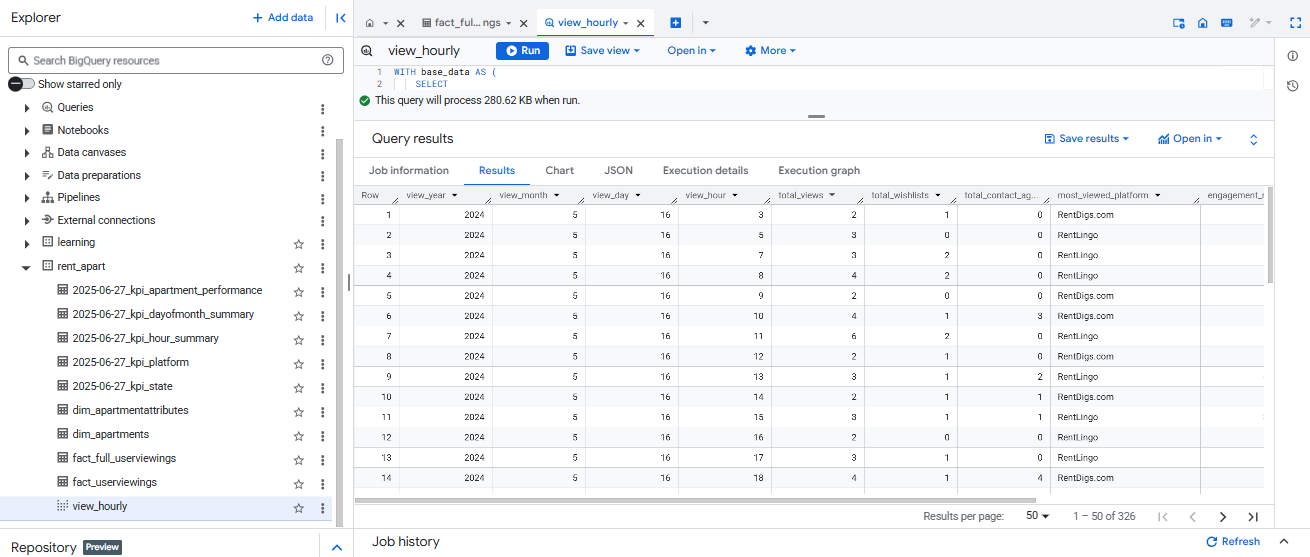 Explorer
+ Add data
Search BigQuery resources
Show starred only
Queries
Notebooks
Data canvases
Data preparations
Pipelines
External connections
learning
rent_apart
2025-06-27_kpi_apartment_performance
2025-06-27_kpi_dayofmonth_summary
2025-06-27_kpi_hour_summary
2025-06-27_kpi_platform
2025-06-27_kpi_state
dim_apartmentattributes
dim_apartments
fact_full_userviewings
fact_userviewings
view_hourly
Repository Preview
fact_ful... ngs view_hourly
view_hourly Run Save view Open in More
1 WITH base_data AS (
2 SELECT
This query will process 280.62 KB when run.
Query results Save results Open in
Job information Results Chart JSON Execution details Execution graph
Row view_year view_month view_day view_hour total_views total_wishlists total_contact_ag... most_viewed_platform
1 2024 5 16 3 2 1 0 RentDigs.com
2 2024 5 16 5 3 0 0 RentLingo
3 2024 5 16 7 3 2 0 RentLingo
4 2024 5 16 8 4 2 0 RentLingo
5 2024 5 16 9 2 0 0 RentDigs.com
6 2024 5 16 10 4 1 3 RentDigs.com
7 2024 5 16 11 6 2 0 RentLingo
8 2024 5 16 12 2 1 0 RentDigs.com
9 2024 5 16 13 3 1 2 RentLingo
10 2024 5 16 14 2 1 1 RentDigs.com
11 2024 5 16 15 3 1 1 RentLingo
12 2024 5 16 16 2 0 0 RentLingo
13 2024 5 16 17 3 1 0 RentLingo
14 2024 5 16 18 4 1 4 RentDigs.com
Results per page: 50 1 – 50 of 326
Job history Refresh